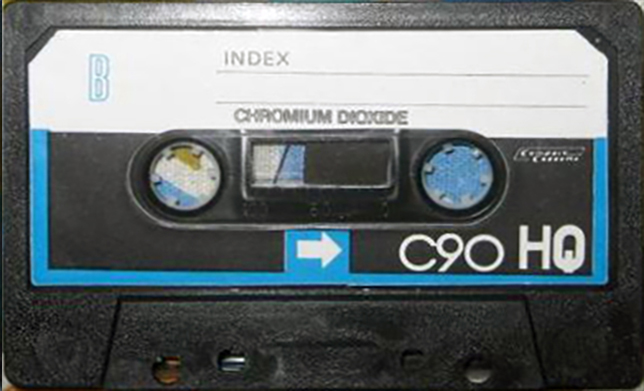 B
INDEX
CHROMIUM DIOXIDE
C90 HQ